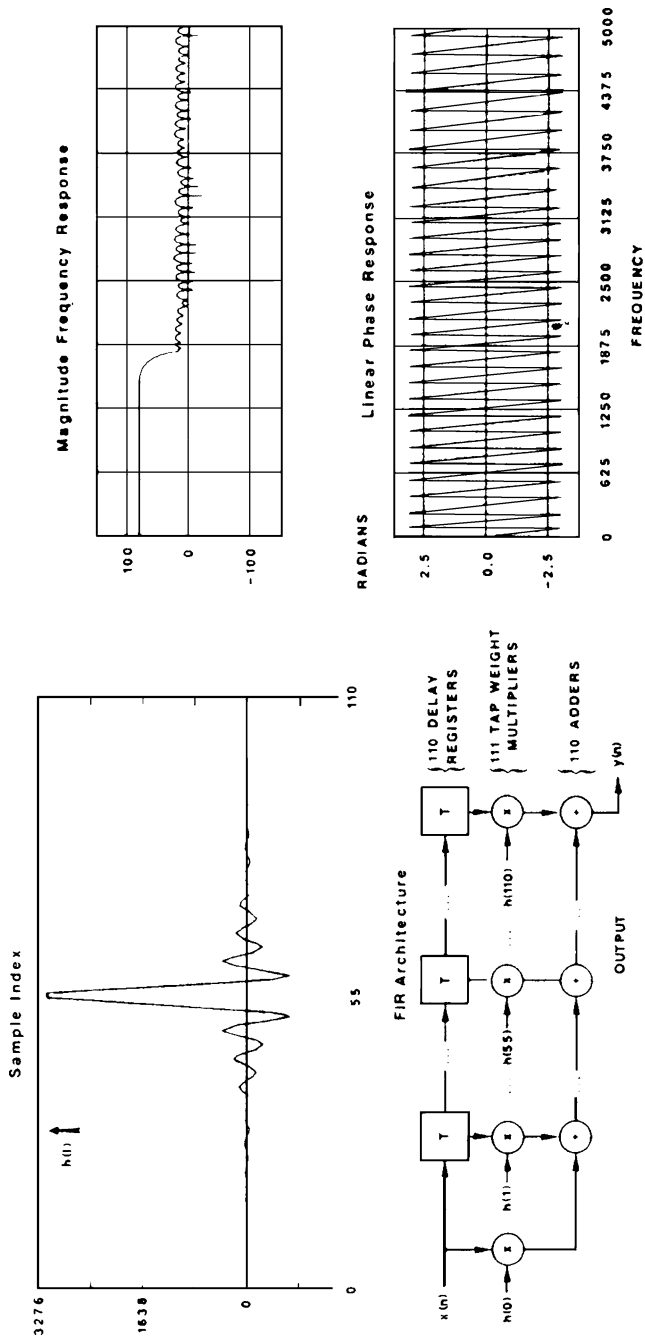 Sample Index
3276
1638
0
h(i)
0
55
110
Magnitude Frequency Response
100
0
-100
RADIANS
Linear Phase Response
2.5
0.0
-2.5
0
625
1250
1875
2500
3125
3750
4375
5000
FREQUENCY
FIR Architecture
x(n)
T
T
T
110 DELAY
REGISTERS
h(0)
x
h(1)
x
h(55)
x
h(110)
x
111 TAP WEIGHT
MULTIPLIERS
+
+
+
110 ADDERS
OUTPUT
y(n)